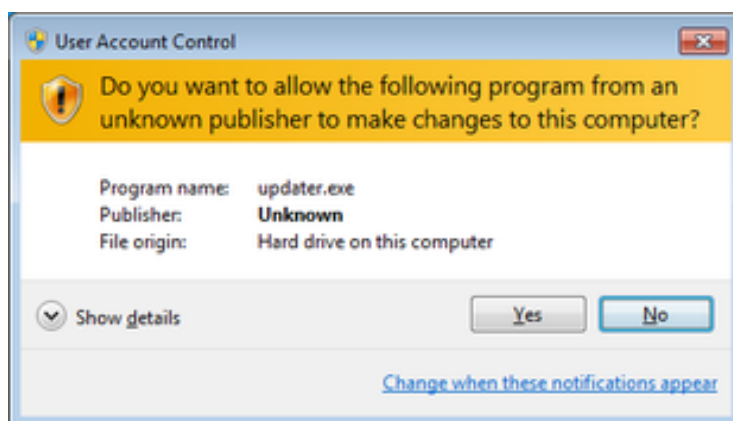 User Account Control
Do you want to allow the following program from an
unknown publisher to make changes to this computer?
Program name: updater.exe
Publisher: Unknown
File origin: Hard drive on this computer
Show details
Yes
No
Change when these notifications appear